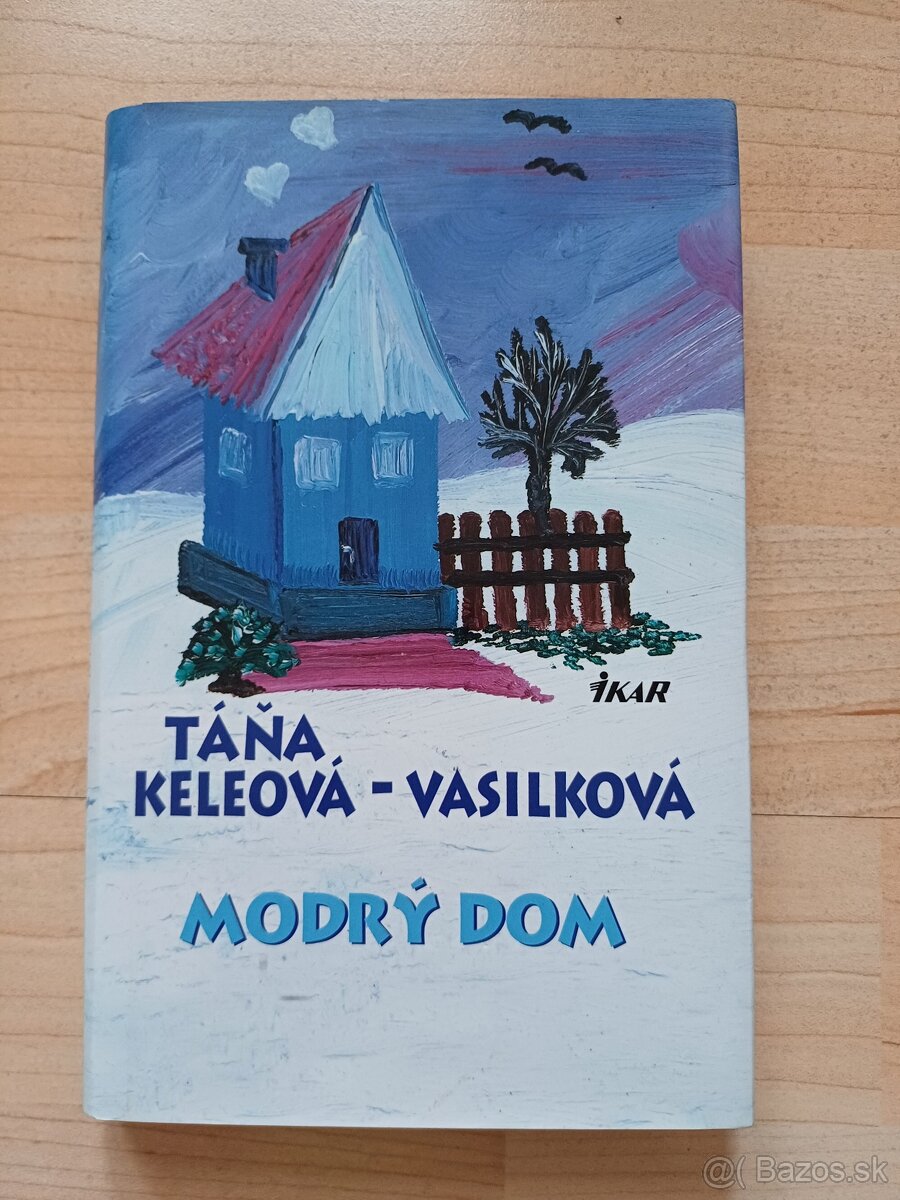 iKAR
TÁŇA
KELEOVÁ - VASILKOVÁ
MODRÝ DOM
@( Bazos.sk